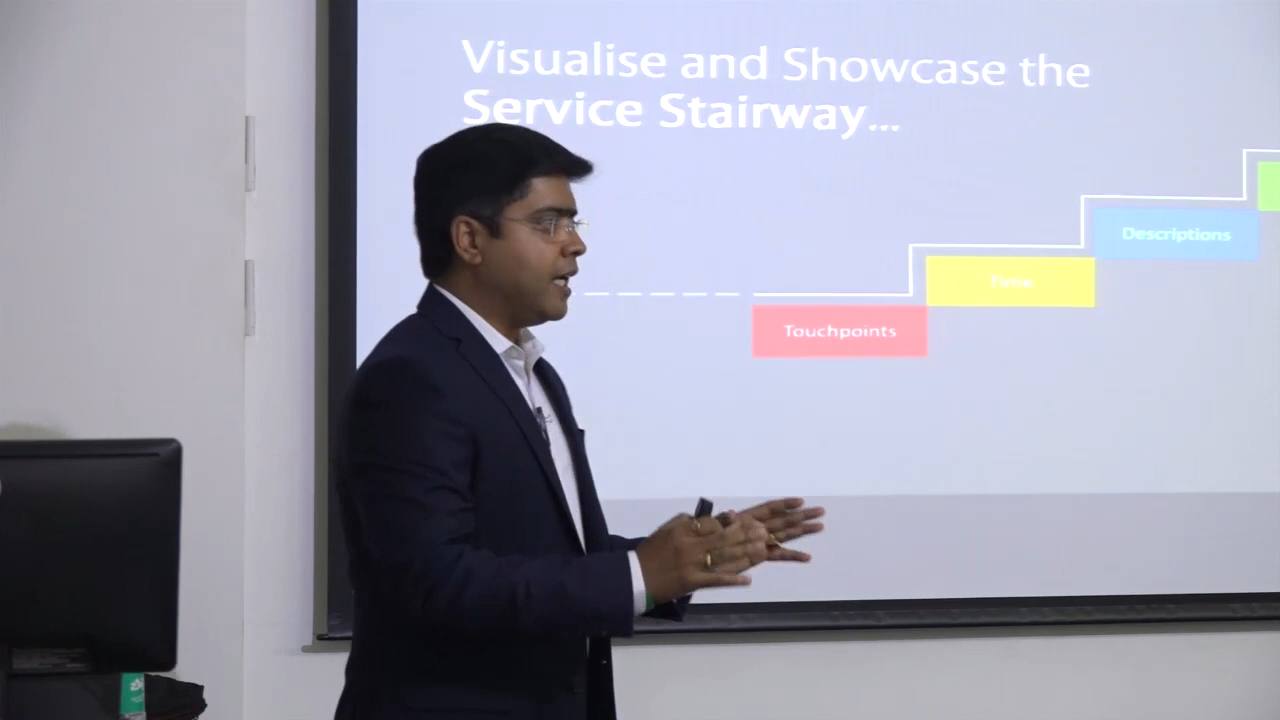 Visualise and Showcase the
Service Stairway...
Descriptions
Time
Touchpoints